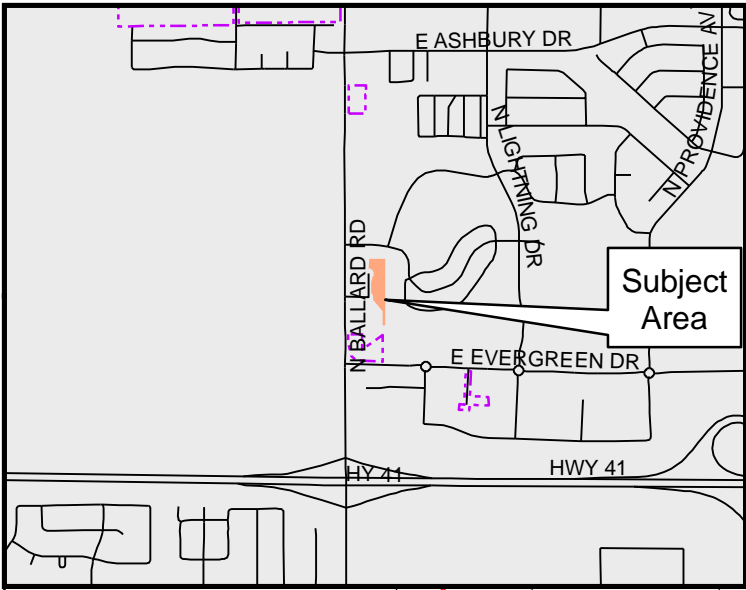 E ASHBURY DR
N PROVIDENCE AV
N LIGHTNING DR
N BALLARD RD
Subject
Area
E EVERGREEN DR
HY 41
HWY 41